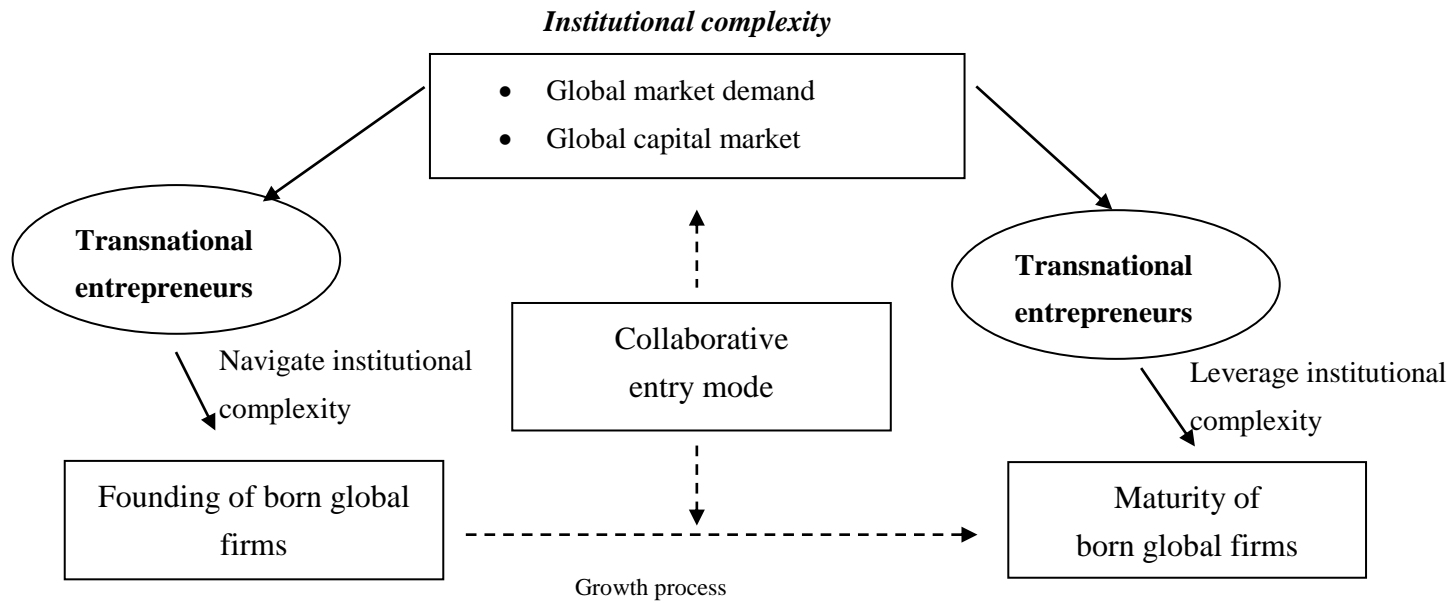 Institutional complexity
• Global market demand
• Global capital market
Transnational
entrepreneurs
Transnational
entrepreneurs
Collaborative
entry mode
Navigate institutional
complexity
Leverage institutional
complexity
Founding of born global
firms
Maturity of
born global firms
Growth process